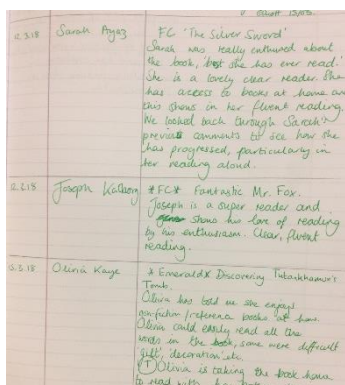 12.3.18 Sarah Ayaz FC 'The Silver Sword'
Sarah was really enthused about
the book, 'best she has ever read.'
She is a lovely clear reader. She
has access to books at home and
this shows in her fluent reading.
We looked back through Sarah's
previous comments to see how she
has progressed, particularly in
her reading aloud.
12.2.18 Joseph *FC* Fantastic Mr. Fox.
Joseph is a super reader and
shows his love of reading
by his enthusiasm. Clear, fluent
reading.
Olivia Kaye * Emerald * Discovering Tutankhamun's
Tomb.
Olivia has told me she enjoys
non-fiction/reference books at home.
Olivia could easily read all the
words in the book, some were difficult
'gilt', 'decoration' etc.
(T) Olivia is taking the book home
to read with her